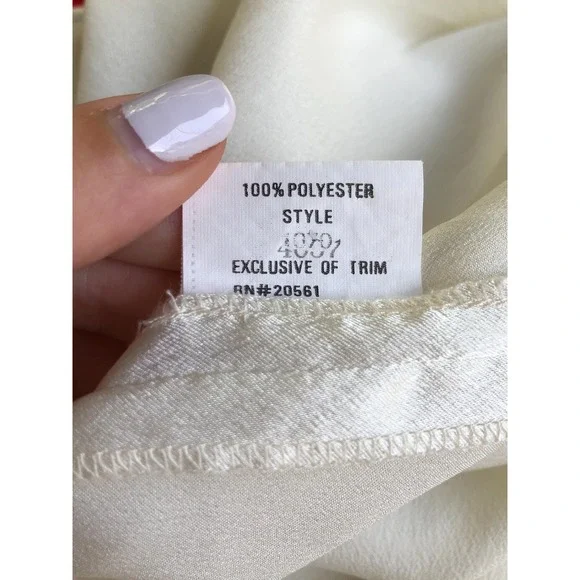 100% POLYESTER
STYLE
EXCLUSIVE OF TRIM
RN#20561